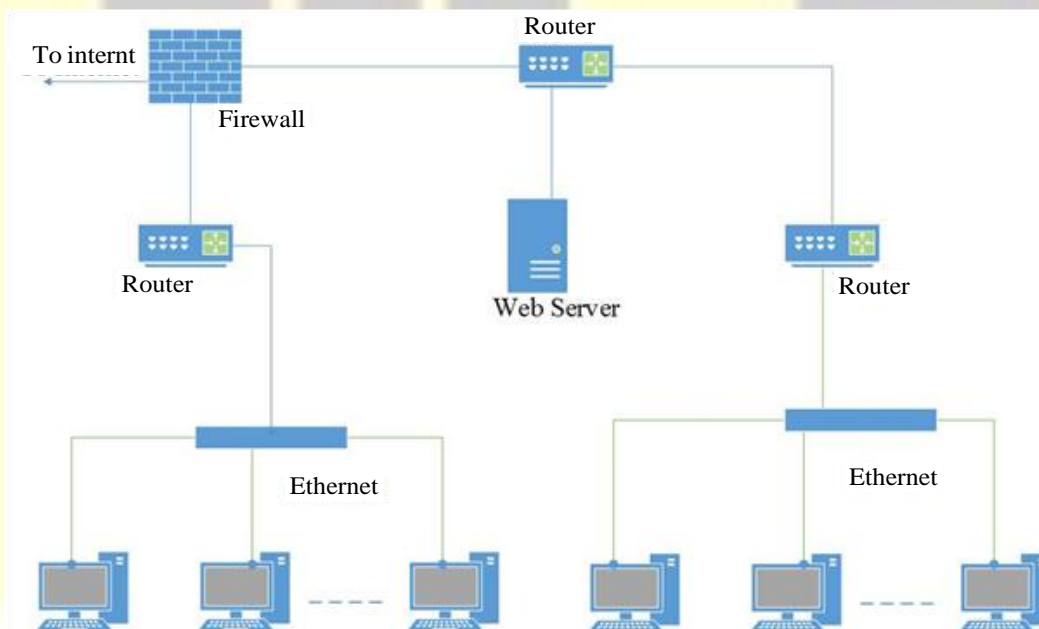 Router
To internt
Firewall
Router
Web Server
Router
Ethernet
Ethernet